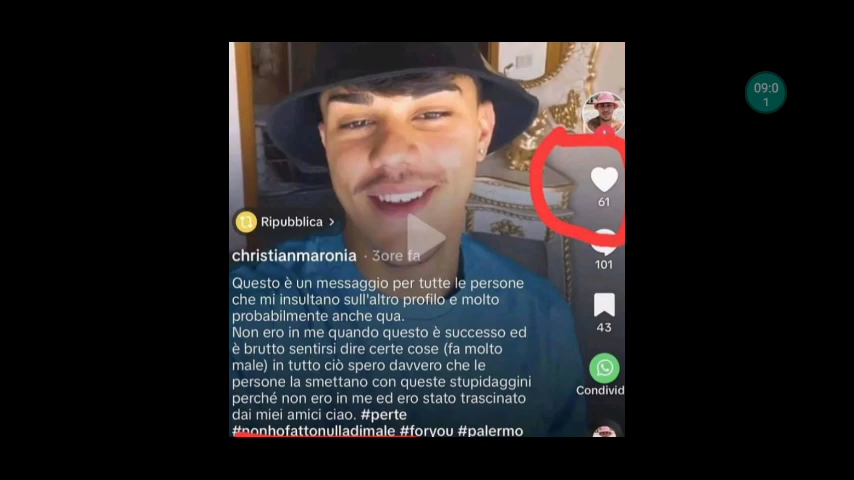 09:0
1
61
Ripubblica >
christianmaronia · 3ore fa
101
Questo è un messaggio per tutte le persone
che mi insultano sull'altro profilo e molto
probabilmente anche qua.
Non ero in me quando questo è successo ed
è brutto sentirsi dire certe cose (fa molto
male) in tutto ciò spero davvero che le
persone la smettano con queste stupidaggini
perché non ero in me ed ero stato trascinato
dai miei amici ciao. #perte
#nonhofattonulladimale #foryou #palermo
43
Condivid